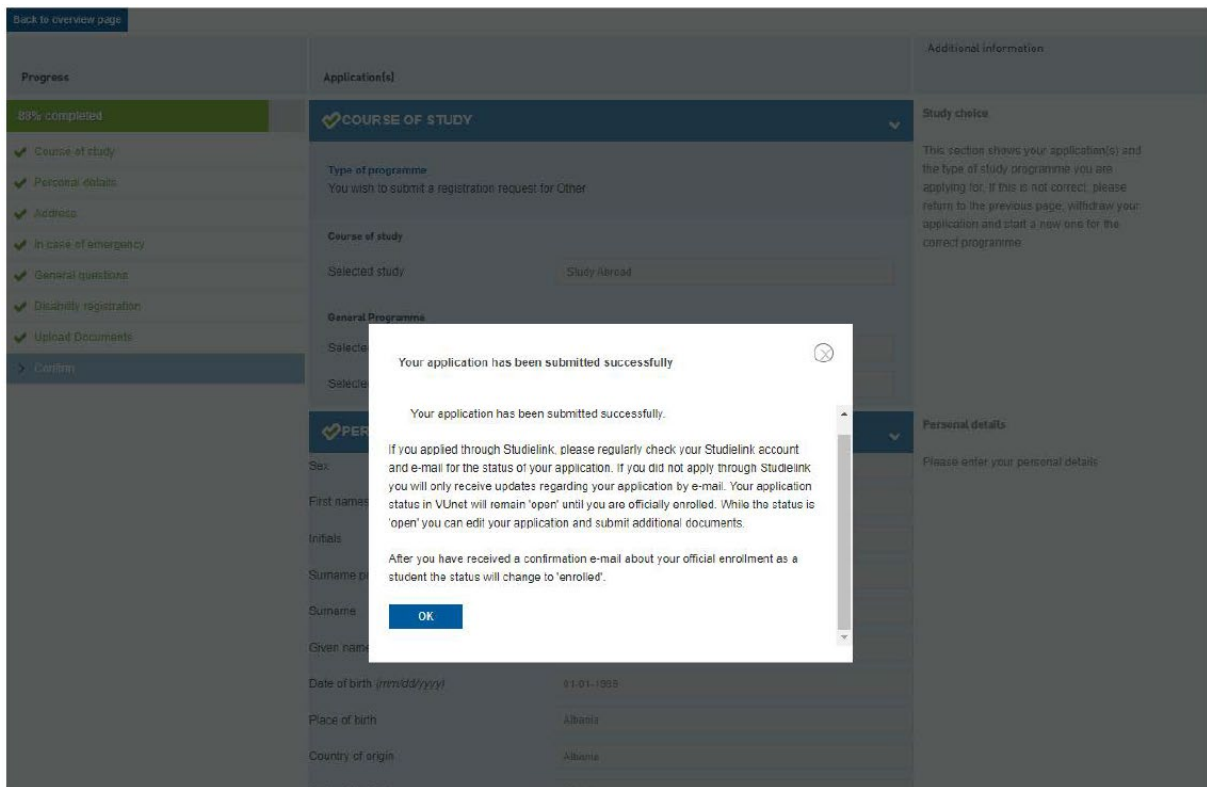 Back to overview page
Additional information
Progress
Application[s]
83% completed
COURSE OF STUDY
Study choice
Course of study
Personal details
Address
In case of emergency
General questions
Disability registration
Upload Documents
Confirm
Type of programme
You wish to submit a registration request for Other
Course of study
Selected study
Study Abroad
General Programme
Selecte
Selecte
This section shows your application(s) and
the type of study programme you are
applying for. If this is not correct, please
return to the previous page, withdraw your
application and start a new one for the
correct programme
Your application has been submitted successfully
Your application has been submitted successfully.
If you applied through Studielink, please regularly check your Studielink account
and e-mail for the status of your application. If you did not apply through Studielink
you will only receive updates regarding your application by e-mail. Your application
status in VUnet will remain 'open' until you are officially enrolled. While the status is
'open' you can edit your application and submit additional documents.
After you have received a confirmation e-mail about your official enrollment as a
student the status will change to 'enrolled'.
OK
PER
Personal details
Please enter your personal details
Sex
First names
Initials
Surname p
Surname
Given name
Date of birth (mm/dd/yyyy)
Place of birth
Albania
Country of origin
Albania